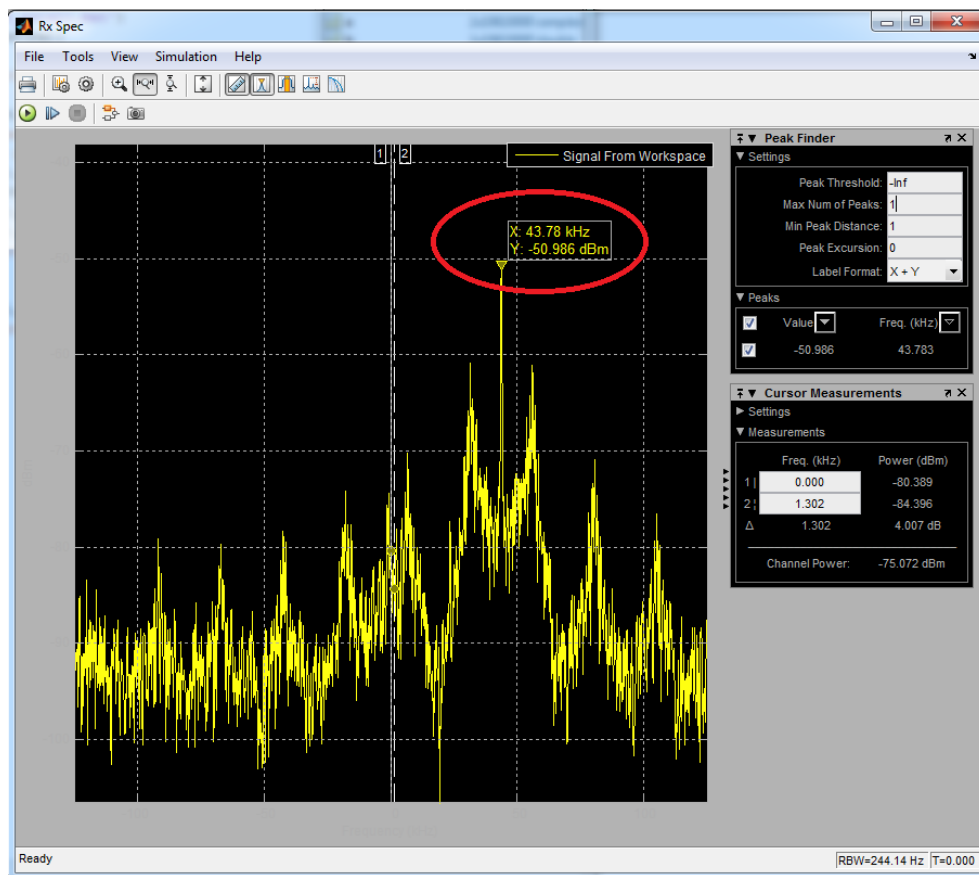 Rx Spec
File Tools View Simulation Help
1 2
Signal From Workspace
X: 43.78 kHz
Y: -50.986 dBm
Peak Finder
Settings
Peak Threshold: -Inf
Max Num of Peaks: 1
Min Peak Distance: 1
Peak Excursion: 0
Label Format: X + Y
Peaks
Value Freq. (kHz)
-50.986 43.783
Cursor Measurements
Settings
Measurements
Freq. (kHz) Power (dBm)
1 | 0.000 -80.389
2 ¦ 1.302 -84.396
Δ 1.302 4.007 dB
Channel Power: -75.072 dBm
Ready RBW=244.14 Hz T=0.000